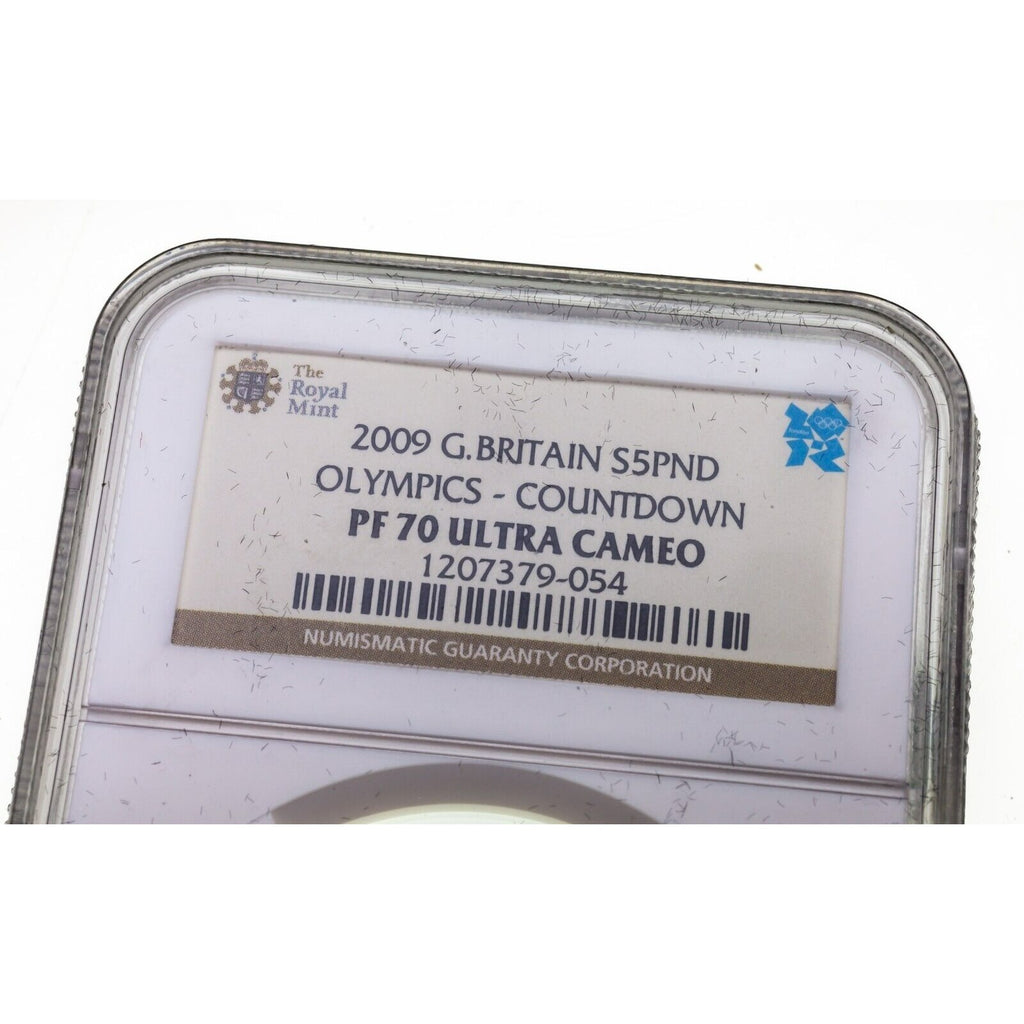 The
Royal
Mint
2009 G.BRITAIN S5PND
OLYMPICS - COUNTDOWN
PF 70 ULTRA CAMEO
1207379-054
NUMISMATIC GUARANTY CORPORATION